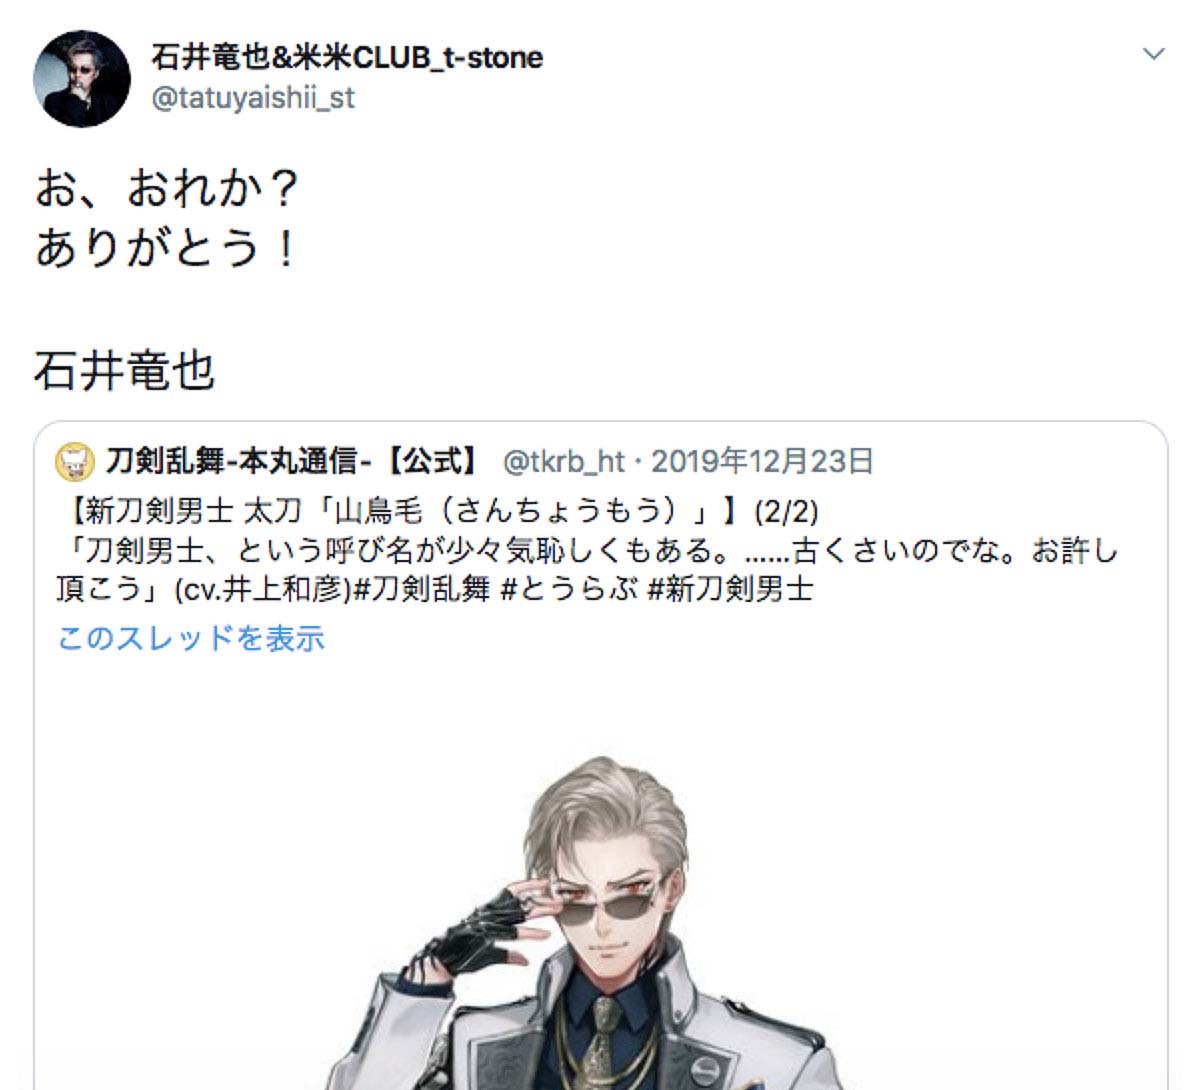 石井竜也&米米CLUB_t-stone
@tatuyaishii_st
お、おれか？
ありがとう！
石井竜也
刀剣乱舞-本丸通信-【公式】 @tkrb_ht · 2019年12月23日
【新刀剣男士 太刀「山鳥毛（さんちょうもう）」】(2/2)
「刀剣男士、という呼び名が少々気恥しくもある。……古くさいのでな。お許し
頂こう」(cv.井上和彦)#刀剣乱舞 #とうらぶ #新刀剣男士
このスレッドを表示